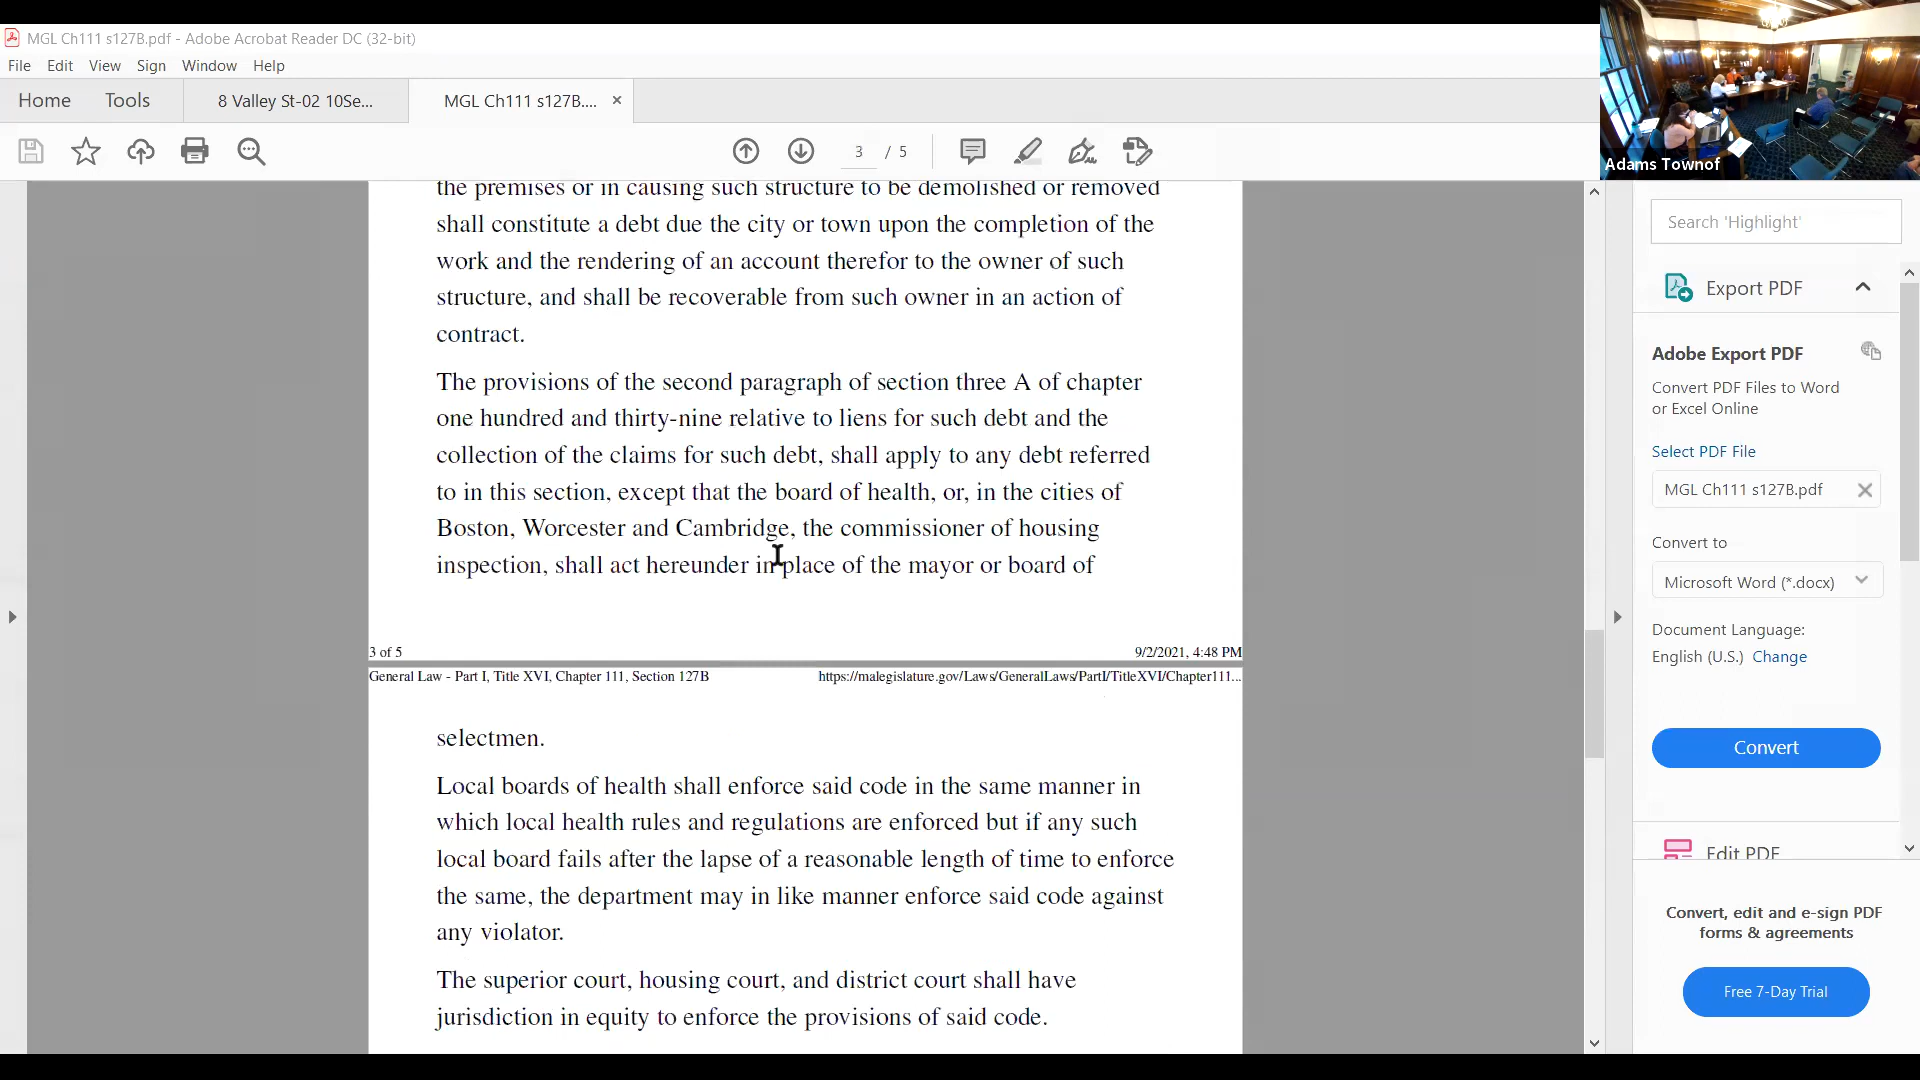 MGL Ch111 s127B.pdf - Adobe Acrobat Reader DC (32-bit)
File Edit View Sign Window Help
Home Tools 8 Valley St-02 10Se... MGL Ch111 s127B....
3 / 5
Adams Townof
the premises or in causing such structure to be demolished or removed
shall constitute a debt due the city or town upon the completion of the
work and the rendering of an account therefor to the owner of such
structure, and shall be recoverable from such owner in an action of
contract.
The provisions of the second paragraph of section three A of chapter
one hundred and thirty-nine relative to liens for such debt and the
collection of the claims for such debt, shall apply to any debt referred
to in this section, except that the board of health, or, in the cities of
Boston, Worcester and Cambridge, the commissioner of housing
inspection, shall act hereunder in place of the mayor or board of
3 of 5 9/2/2021, 4:48 PM
General Law - Part I, Title XVI, Chapter 111, Section 127B https://malegislature.gov/Laws/GeneralLaws/PartI/TitleXVI/Chapter111...
selectmen.
Local boards of health shall enforce said code in the same manner in
which local health rules and regulations are enforced but if any such
local board fails after the lapse of a reasonable length of time to enforce
the same, the department may in like manner enforce said code against
any violator.
The superior court, housing court, and district court shall have
jurisdiction in equity to enforce the provisions of said code.
Search 'Highlight'
Export PDF
Adobe Export PDF
Convert PDF Files to Word
or Excel Online
Select PDF File
MGL Ch111 s127B.pdf
Convert to
Microsoft Word (*.docx)
Document Language:
English (U.S.) Change
Convert
Edit PDF
Convert, edit and e-sign PDF
forms & agreements
Free 7-Day Trial